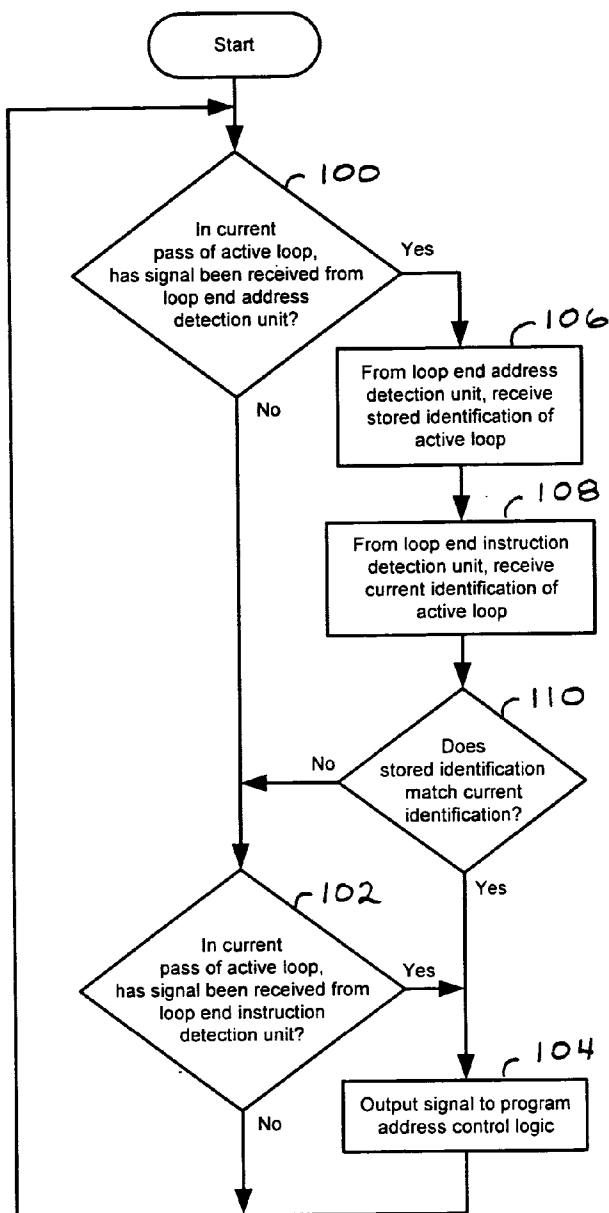 Start
100
In current
pass of active loop,
has signal been received from
loop end address
detection unit?
Yes
No
106
From loop end address
detection unit, receive
stored identification of
active loop
108
From loop end instruction
detection unit, receive
current identification of
active loop
110
Does
stored identification
match current
identification?
No
Yes
102
In current
pass of active loop,
has signal been received from
loop end instruction
detection unit?
Yes
No
104
Output signal to program
address control logic